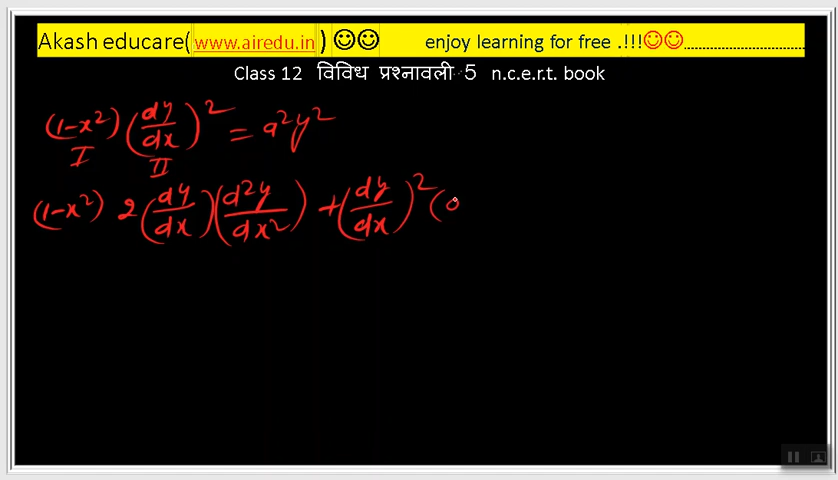 Akash educare( www.airedu.in ) ☺☺ enjoy learning for free .!!!☺☺...............................
Class 12 विविध प्रश्नावली 5 n.c.e.r.t. book
(1-x²) (dy/dx)² = a²y²
I II
(1-x²) 2 (dy/dx)(d²y/dx²) + (dy/dx)² (0